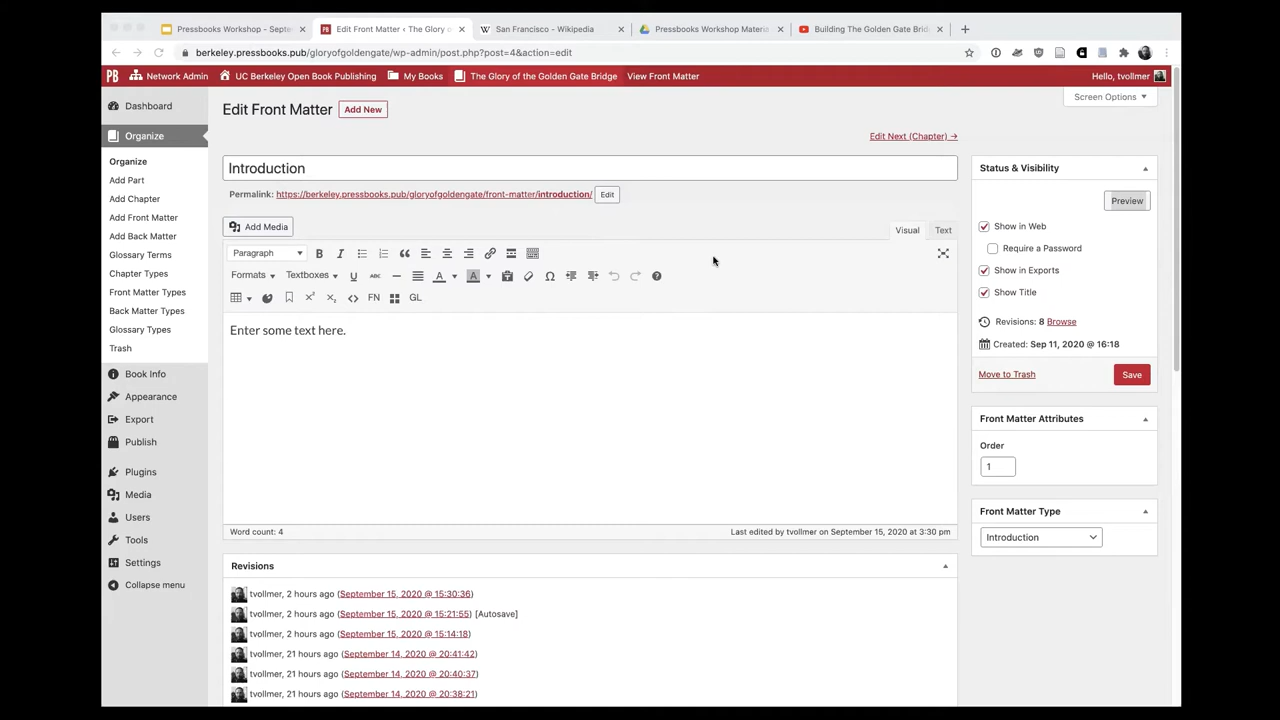 Pressbooks Workshop - Septe
Edit Front Matter ‹ The Glory o
San Francisco - Wikipedia
Pressbooks Workshop Materia
Building The Golden Gate Brid
berkeley.pressbooks.pub/gloryofgoldengate/wp-admin/post.php?post=4&action=edit
PB Network Admin UC Berkeley Open Book Publishing My Books The Glory of the Golden Gate Bridge View Front Matter Hello, tvollmer
Dashboard
Organize
Organize
Add Part
Add Chapter
Add Front Matter
Add Back Matter
Glossary Terms
Chapter Types
Front Matter Types
Back Matter Types
Glossary Types
Trash
Book Info
Appearance
Export
Publish
Plugins
Media
Users
Tools
Settings
Collapse menu
Screen Options
Edit Front Matter Add New
Edit Next (Chapter) →
Introduction
Permalink: https://berkeley.pressbooks.pub/gloryofgoldengate/front-matter/introduction/ Edit
Add Media
Visual Text
Paragraph B I
Formats Textboxes U ABC A A Ω
FN GL
Enter some text here.
Word count: 4
Last edited by tvollmer on September 15, 2020 at 3:30 pm
Revisions
tvollmer, 2 hours ago (September 15, 2020 @ 15:30:36)
tvollmer, 2 hours ago (September 15, 2020 @ 15:21:55) [Autosave]
tvollmer, 2 hours ago (September 15, 2020 @ 15:14:18)
tvollmer, 21 hours ago (September 14, 2020 @ 20:41:42)
tvollmer, 21 hours ago (September 14, 2020 @ 20:40:37)
tvollmer, 21 hours ago (September 14, 2020 @ 20:38:21)
Status & Visibility
Preview
Show in Web
Require a Password
Show in Exports
Show Title
Revisions: 8 Browse
Created: Sep 11, 2020 @ 16:18
Move to Trash Save
Front Matter Attributes
Order
1
Front Matter Type
Introduction